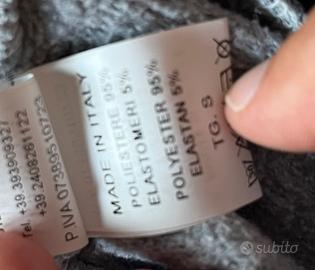 +39.393909327
Tel. +39.2408261122
P.IVA 07389510723
MADE IN ITALY
POLIESTERE 95%
ELASTOMERI 5%
POLYESTER 95%
ELASTAN 5%
TG. S
subito